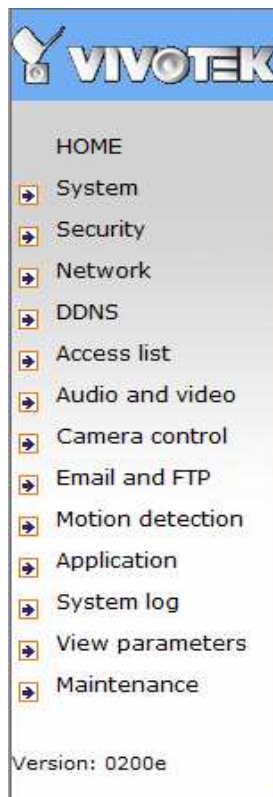 VIVOTEK
HOME
System
Security
Network
DDNS
Access list
Audio and video
Camera control
Email and FTP
Motion detection
Application
System log
View parameters
Maintenance
Version: 0200e